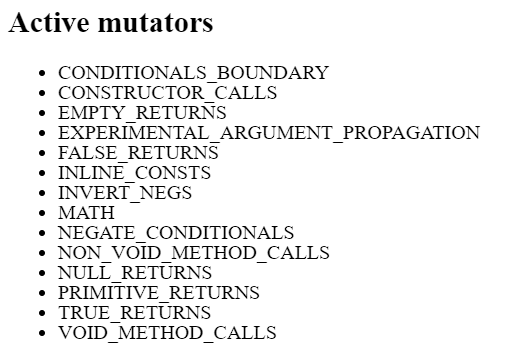 Active mutators
CONDITIONALS_BOUNDARY
CONSTRUCTOR_CALLS
EMPTY_RETURNS
EXPERIMENTAL_ARGUMENT_PROPAGATION
FALSE_RETURNS
INLINE_CONSTS
INVERT_NEGS
MATH
NEGATE_CONDITIONALS
NON_VOID_METHOD_CALLS
NULL_RETURNS
PRIMITIVE_RETURNS
TRUE_RETURNS
VOID_METHOD_CALLS